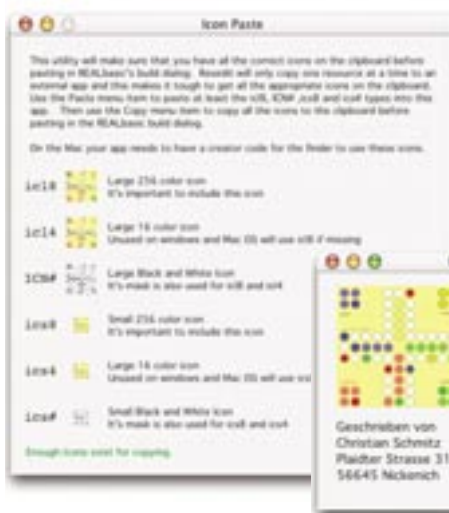 Icon Paste
This utility will make sure that you have all the correct icons on the clipboard before
pasting in REALbasic's build dialog. Resedit will only copy one resource at a time to an
external app and this makes it tough to get all the appropriate icons on the clipboard.
Use the Paste menu item to paste at least the icl8, ICN# ,ics8 and ics4 types into this
app. Then use the Copy menu item to copy all the icons to the clipboard before
pasting in the REALbasic build dialog.
On the Mac your app needs to have a creator code for the finder to use these icons.
icl8
Large 256 color icon
It's important to include this icon
icl4
Large 16 color icon
Unused on windows and Mac OS will use icl8 if missing
ICN#
Large Black and White Icon
It's mask is also used for icl8 and icl4
ics8
Small 256 color icon
It's important to include this icon
ics4
Large 16 color icon
Unused on windows and Mac OS will use
ics#
Small Black and White Icon
It's mask is also used for ics8 and ics4
Enough icons exist for copying.
Geschrieben von
Christian Schmitz
Plaidter Strasse 31
56645 Nickenich